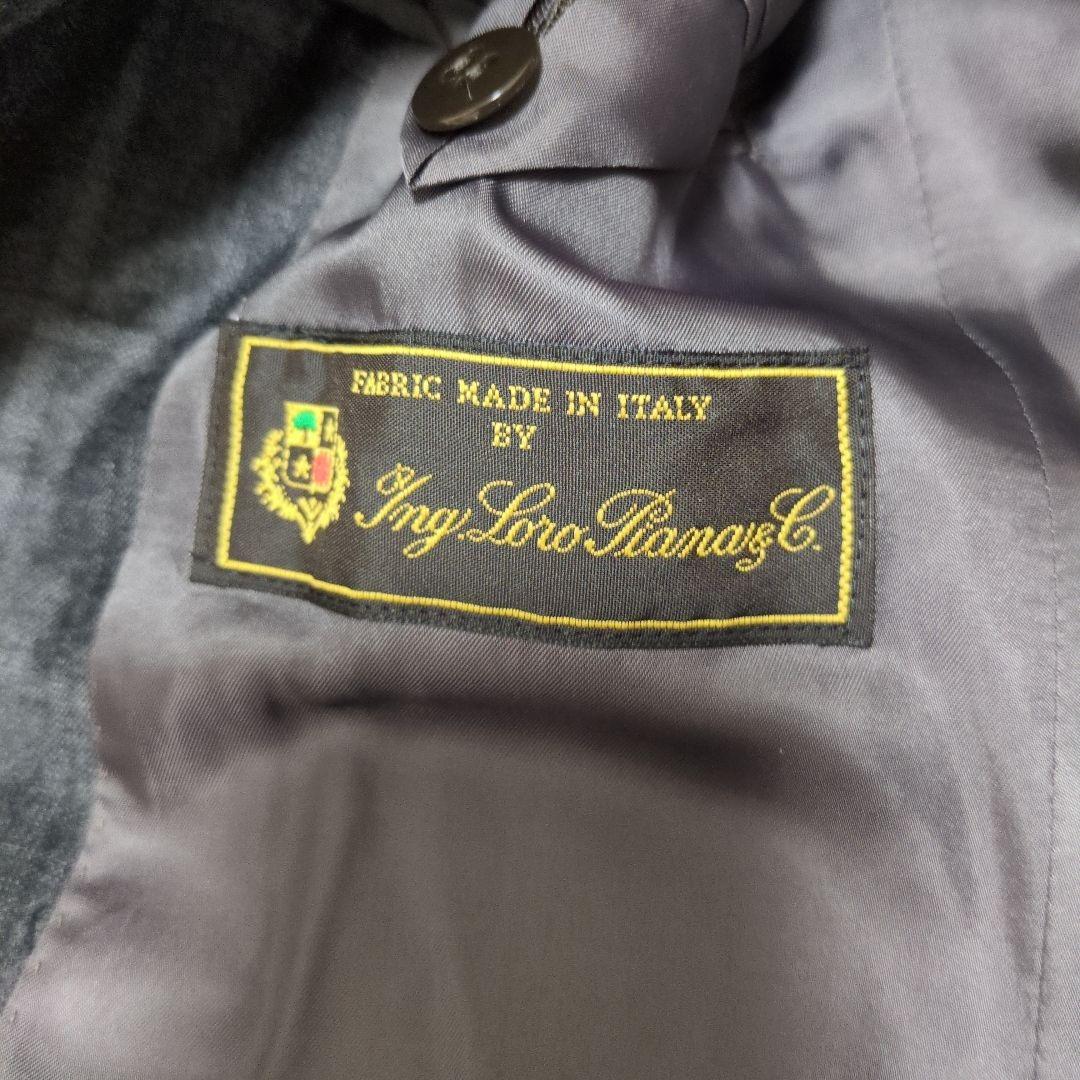 FABRIC MADE IN ITALY
BY
Ing Loro Piana & C.